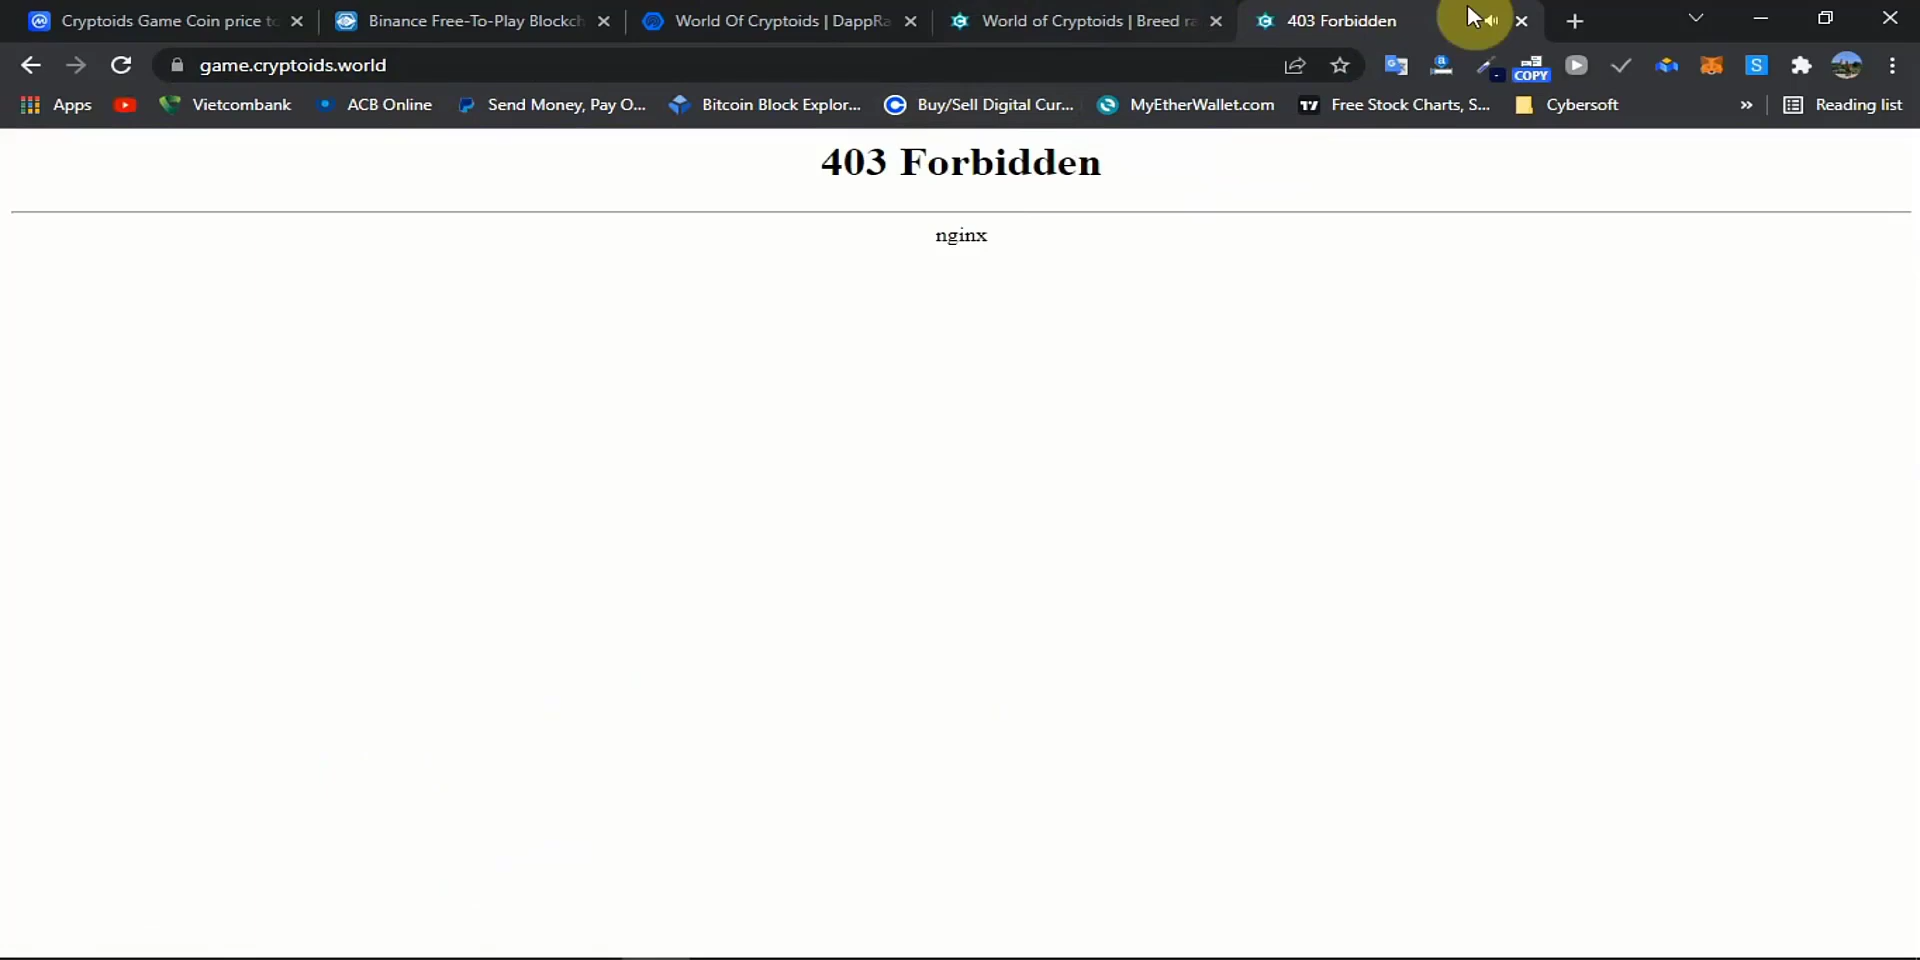 Cryptoids Game Coin price to
Binance Free-To-Play Blockch
World Of Cryptoids | DappRa
World of Cryptoids | Breed ra
403 Forbidden
game.cryptoids.world
COPY
Apps
Vietcombank
ACB Online
Send Money, Pay O...
Bitcoin Block Explor...
Buy/Sell Digital Cur...
MyEtherWallet.com
Free Stock Charts, S...
Cybersoft
»
Reading list
403 Forbidden
nginx